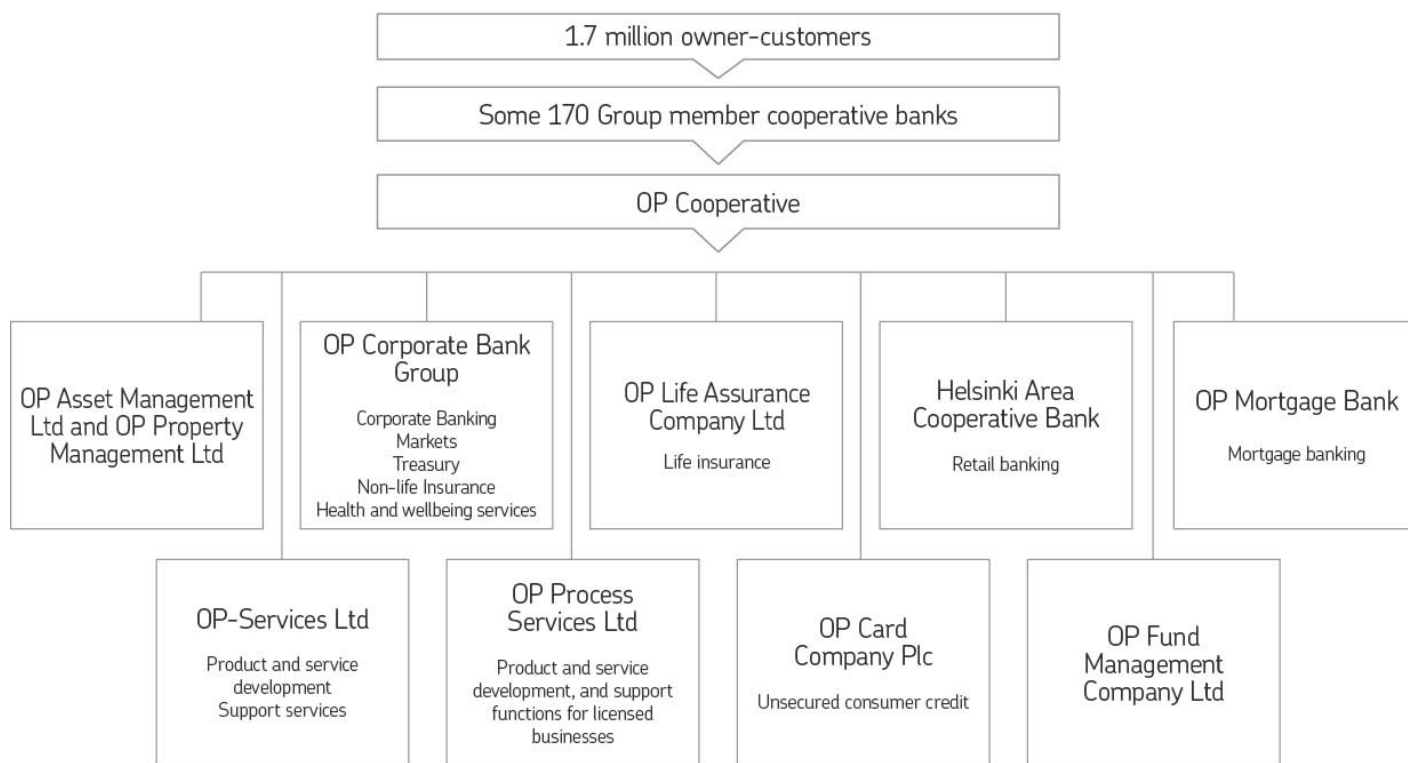 1.7 million owner-customers
Some 170 Group member cooperative banks
OP Cooperative
OP Asset Management
Ltd and OP Property
Management Ltd
OP Corporate Bank
Group
Corporate Banking
Markets
Treasury
Non-life Insurance
Health and wellbeing services
OP Life Assurance
Company Ltd
Life insurance
Helsinki Area
Cooperative Bank
Retail banking
OP Mortgage Bank
Mortgage banking
OP-Services Ltd
Product and service
development
Support services
OP Process
Services Ltd
Product and service
development, and support
functions for licensed
businesses
OP Card
Company Plc
Unsecured consumer credit
OP Fund
Management
Company Ltd